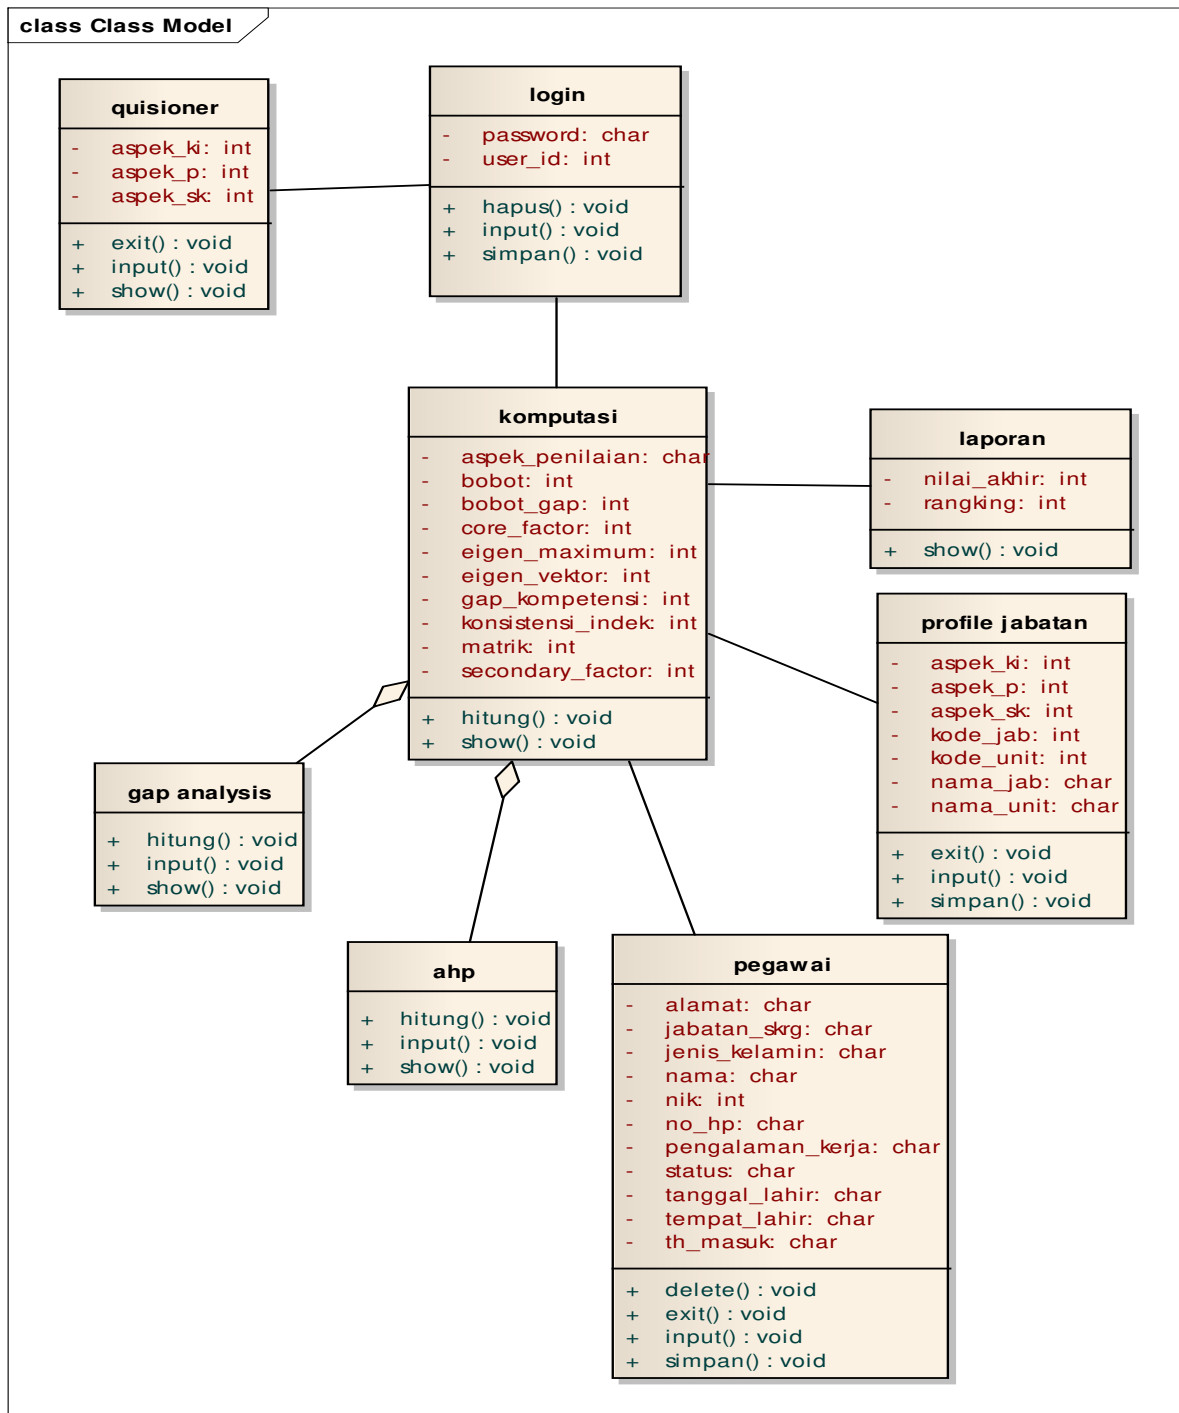 class Class Model
quisioner
- aspek_ki: int
- aspek_p: int
- aspek_sk: int
+ exit() : void
+ input() : void
+ show() : void
login
- password: char
- user_id: int
+ hapus() : void
+ input() : void
+ simpan() : void
komputasi
- aspek_penilaian: char
- bobot: int
- bobot_gap: int
- core_factor: int
- eigen_maximum: int
- eigen_vektor: int
- gap_kompetensi: int
- konsistensi_indek: int
- matrik: int
- secondary_factor: int
+ hitung() : void
+ show() : void
laporan
- nilai_akhir: int
- rangking: int
+ show() : void
profile jabatan
- aspek_ki: int
- aspek_p: int
- aspek_sk: int
- kode_jab: int
- kode_unit: int
- nama_jab: char
- nama_unit: char
+ exit() : void
+ input() : void
+ simpan() : void
gap analysis
+ hitung() : void
+ input() : void
+ show() : void
ahp
+ hitung() : void
+ input() : void
+ show() : void
pegawai
- alamat: char
- jabatan_skrg: char
- jenis_kelamin: char
- nama: char
- nik: int
- no_hp: char
- pengalaman_kerja: char
- status: char
- tanggal_lahir: char
- tempat_lahir: char
- th_masuk: char
+ delete() : void
+ exit() : void
+ input() : void
+ simpan() : void